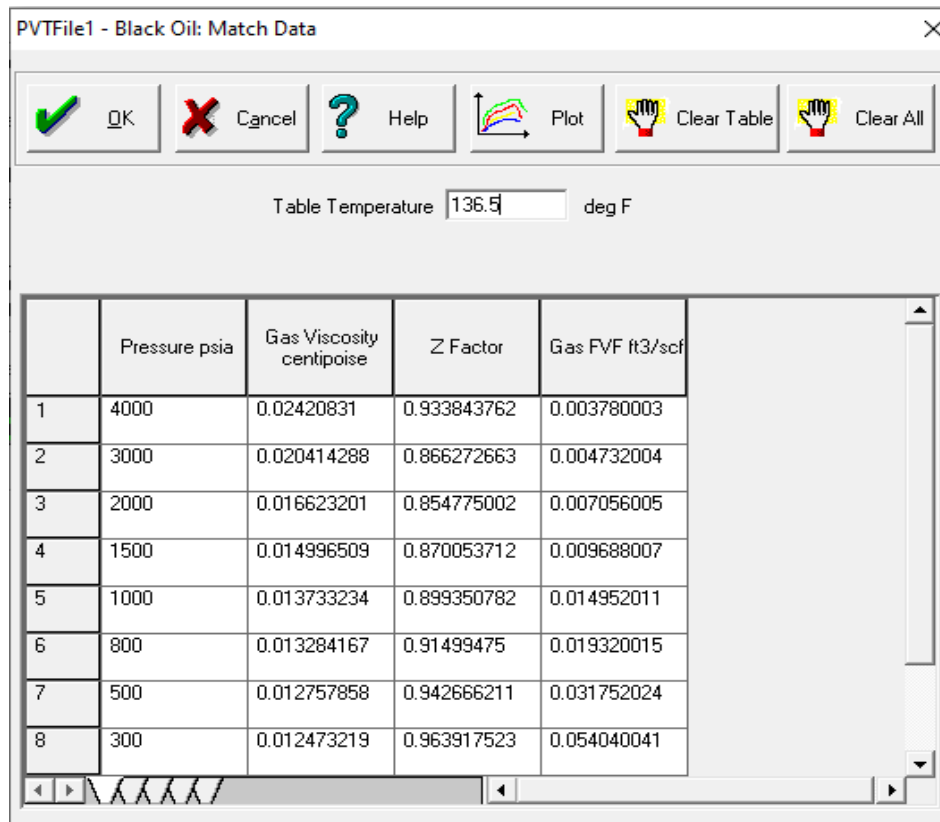 PVTFile1 - Black Oil: Match Data
OK Cancel Help Plot Clear Table Clear All
Table Temperature 136.5 deg F
Pressure psia Gas Viscosity centipoise Z Factor Gas FVF ft3/scf
1 4000 0.02420831 0.933843762 0.003780003
2 3000 0.020414288 0.866272663 0.004732004
3 2000 0.016623201 0.854775002 0.007056005
4 1500 0.014996509 0.870053712 0.009688007
5 1000 0.013733234 0.899350782 0.014952011
6 800 0.013284167 0.91499475 0.019320015
7 500 0.012757858 0.942666211 0.031752024
8 300 0.012473219 0.963917523 0.054040041